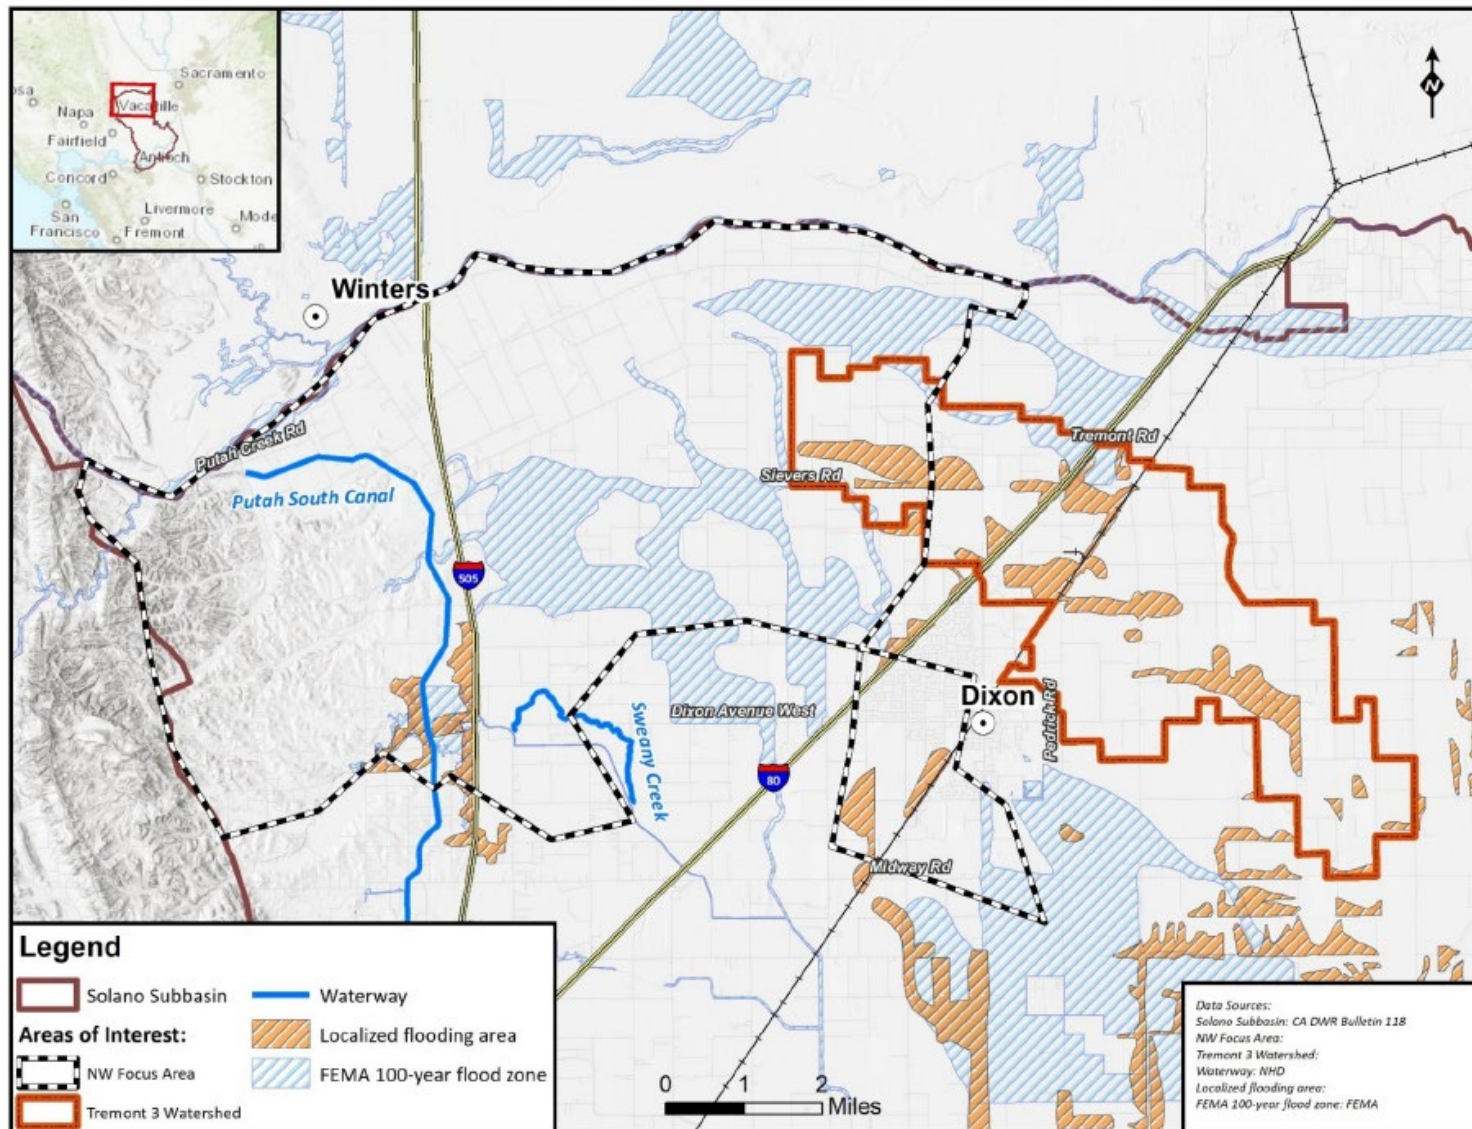 Sacramento
osa
Napa
Vacaville
Fairfield
Antioch
Concord
Stockton
San
Francisco
Livermore
Mode
Fremont
N
Winters
Putah Creek Rd
Putah South Canal
Tremont Rd
Sievers Rd
505
Dixon
Dixon Avenue West
Sweany Creek
Pedrick Rd
80
Midway Rd
Legend
Solano Subbasin
Waterway
Areas of Interest:
Localized flooding area
NW Focus Area
FEMA 100-year flood zone
Tremont 3 Watershed
0 1 2
Miles
Data Sources:
Solano Subbasin: CA DWR Bulletin 118
NW Focus Area:
Tremont 3 Watershed:
Waterway: NHD
Localized flooding area:
FEMA 100-year flood zone: FEMA